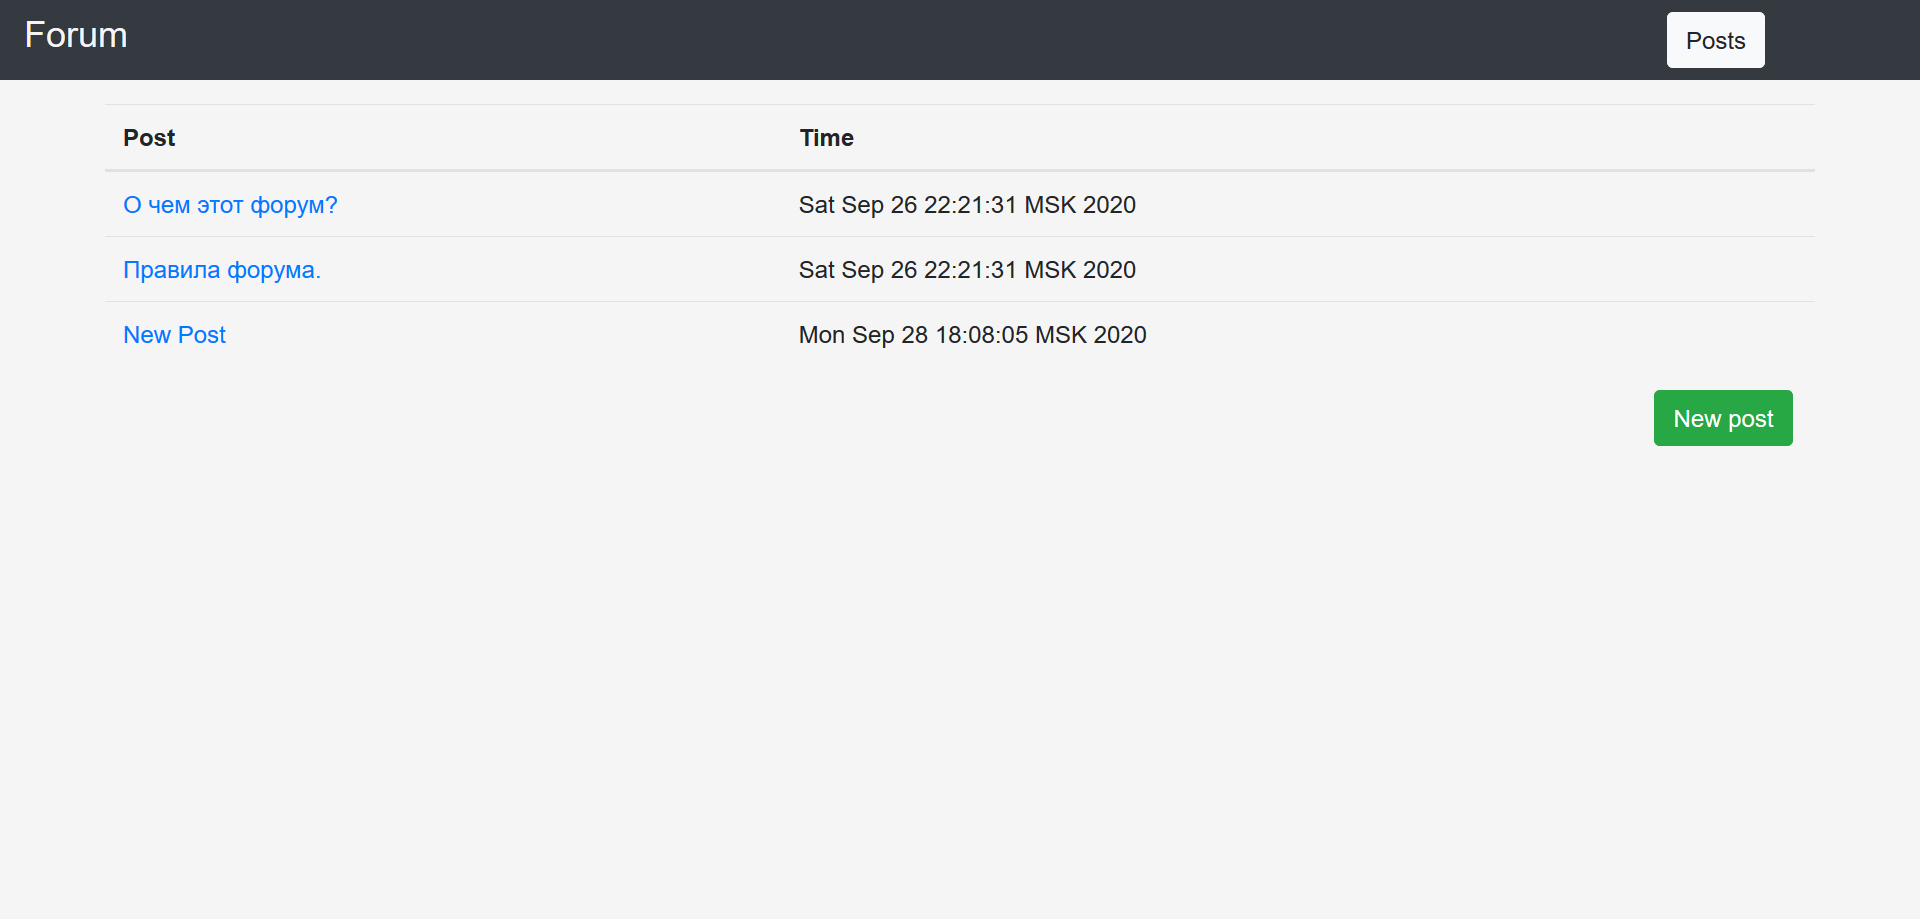 Forum
Posts
Post Time
О чем этот форум? Sat Sep 26 22:21:31 MSK 2020
Правила форума. Sat Sep 26 22:21:31 MSK 2020
New Post Mon Sep 28 18:08:05 MSK 2020
New post